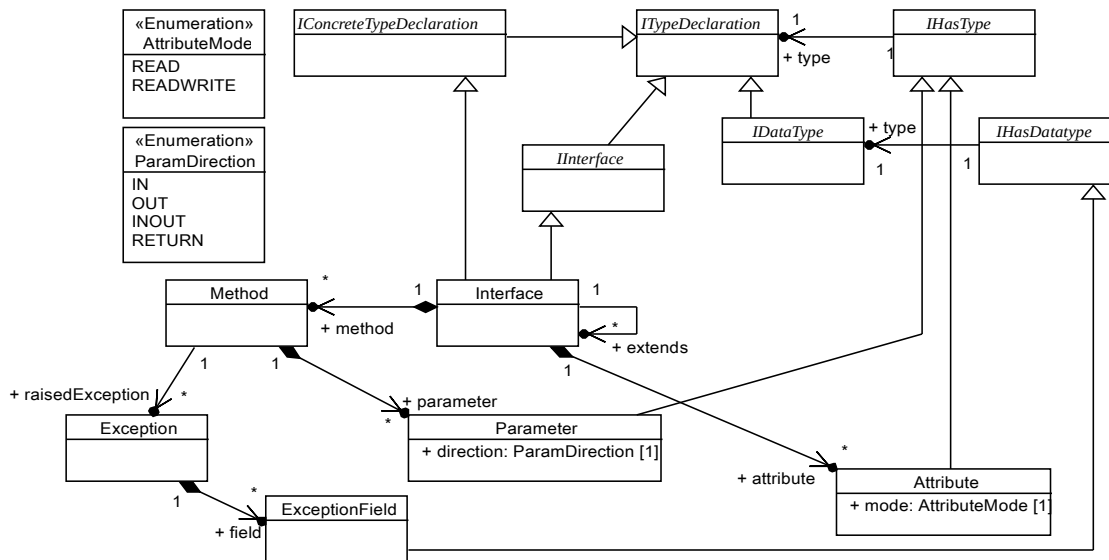 «Enumeration»
AttributeMode
READ
READWRITE
IConcreteTypeDeclaration
ITypeDeclaration
1
+ type
1
IHasType
«Enumeration»
ParamDirection
IN
OUT
INOUT
RETURN
IInterface
IDataType
+ type
1
1
IHasDatatype
Method
*
+ method
1
Interface
1
*
+ extends
1
1
1
+ raisedException
*
Exception
+ parameter
*
Parameter
+ direction: ParamDirection [1]
*
+ attribute
Attribute
+ mode: AttributeMode [1]
1
*
+ field
ExceptionField